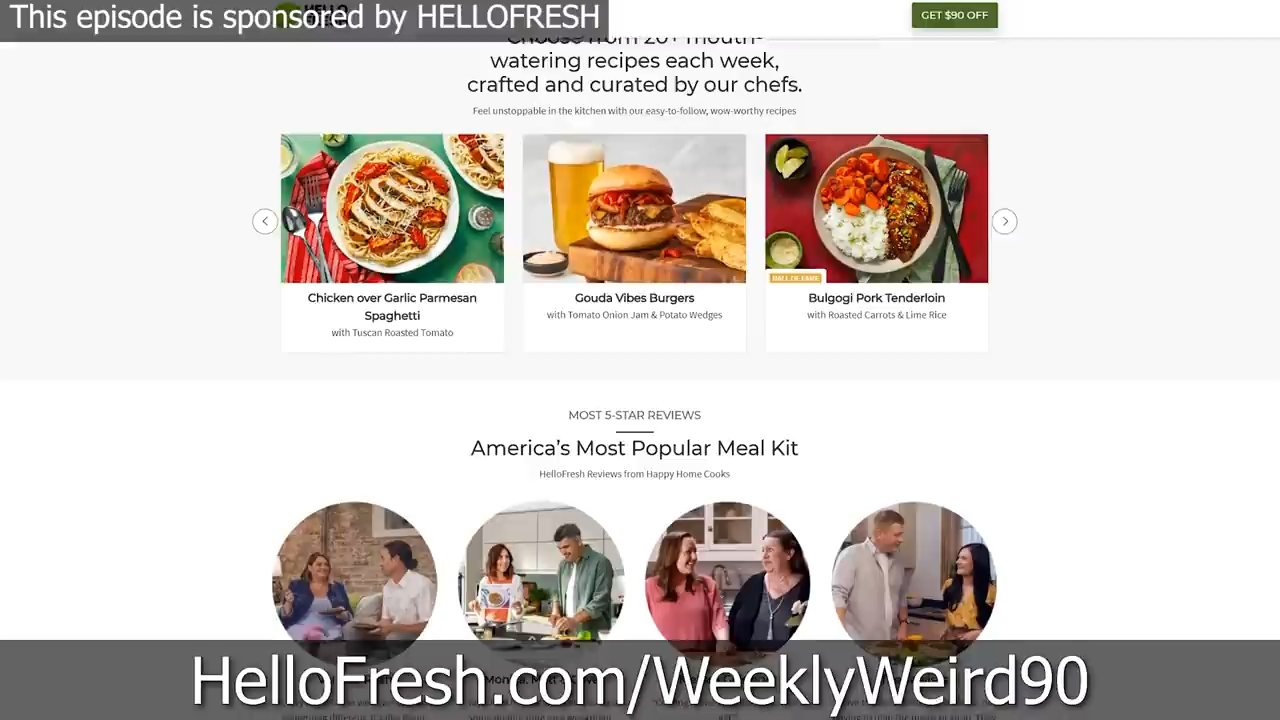 This episode is sponsored by HELLOFRESH
GET $90 OFF
Choose from 20+ mouth-
watering recipes each week,
crafted and curated by our chefs.
Feel unstoppable in the kitchen with our easy-to-follow, wow-worthy recipes
HALL OF FAME
Chicken over Garlic Parmesan
Spaghetti
with Tuscan Roasted Tomato
Gouda Vibes Burgers
with Tomato Onion Jam & Potato Wedges
Bulgogi Pork Tenderloin
with Roasted Carrots & Lime Rice
MOST 5-STAR REVIEWS
America's Most Popular Meal Kit
HelloFresh Reviews from Happy Home Cooks
HelloFresh.com/WeeklyWeird90